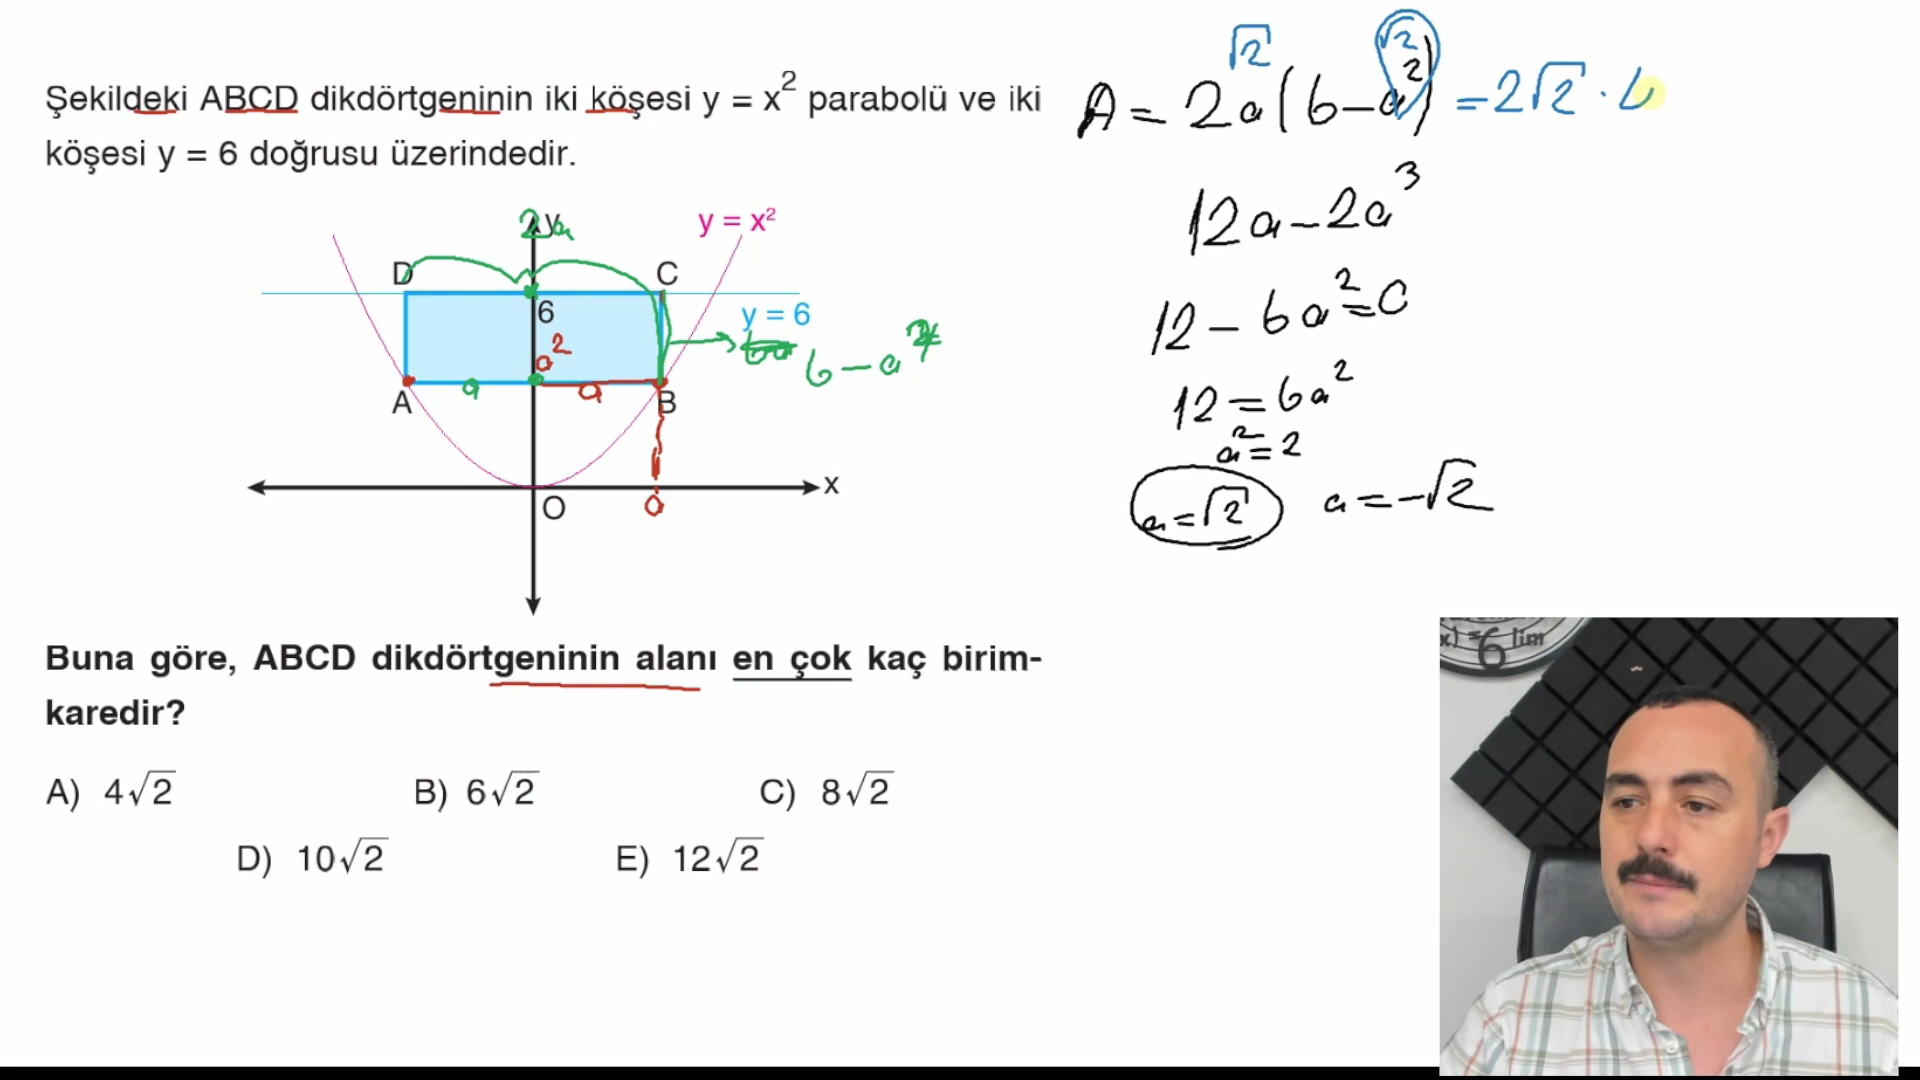 Şekildeki ABCD dikdörtgeninin iki köşesi y = x² parabolü ve iki
köşesi y = 6 doğrusu üzerindedir.
y
2a
y = x²
D
C
6
y = 6
a²
6 - a²
a
a
A
B
x
O
a
Buna göre, ABCD dikdörtgeninin alanı en çok kaç birim-
karedir?
A) 4√2
B) 6√2
C) 8√2
D) 10√2
E) 12√2
√2
√2
A = 2a(6-a²) = 2√2 ·
12a - 2a³
12 - 6a² = 0
12 = 6a²
a² = 2
a = √2
a = -√2
x) =
6
lim